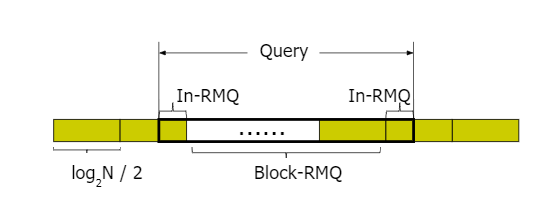 Query
In-RMQ
In-RMQ
......
log₂N / 2
Block-RMQ